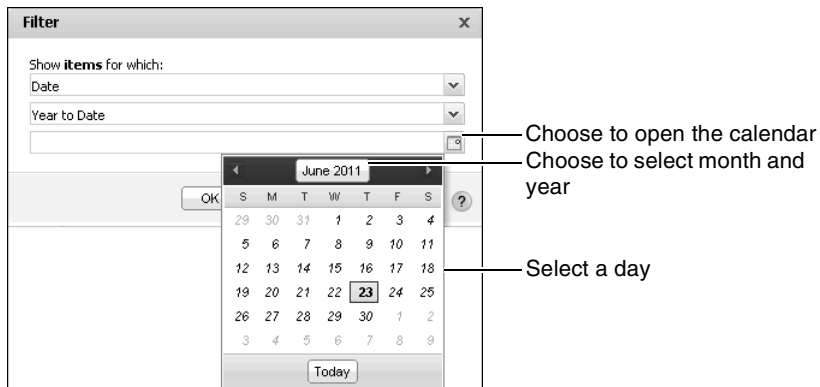 Filter x
Show items for which:
Date
Year to Date
Choose to open the calendar
Choose to select month and
year
June 2011
OK
?
S M T W T F S
29 30 31 1 2 3 4
5 6 7 8 9 10 11
12 13 14 15 16 17 18
Select a day
19 20 21 22 23 24 25
26 27 28 29 30 1 2
3 4 5 6 7 8 9
Today